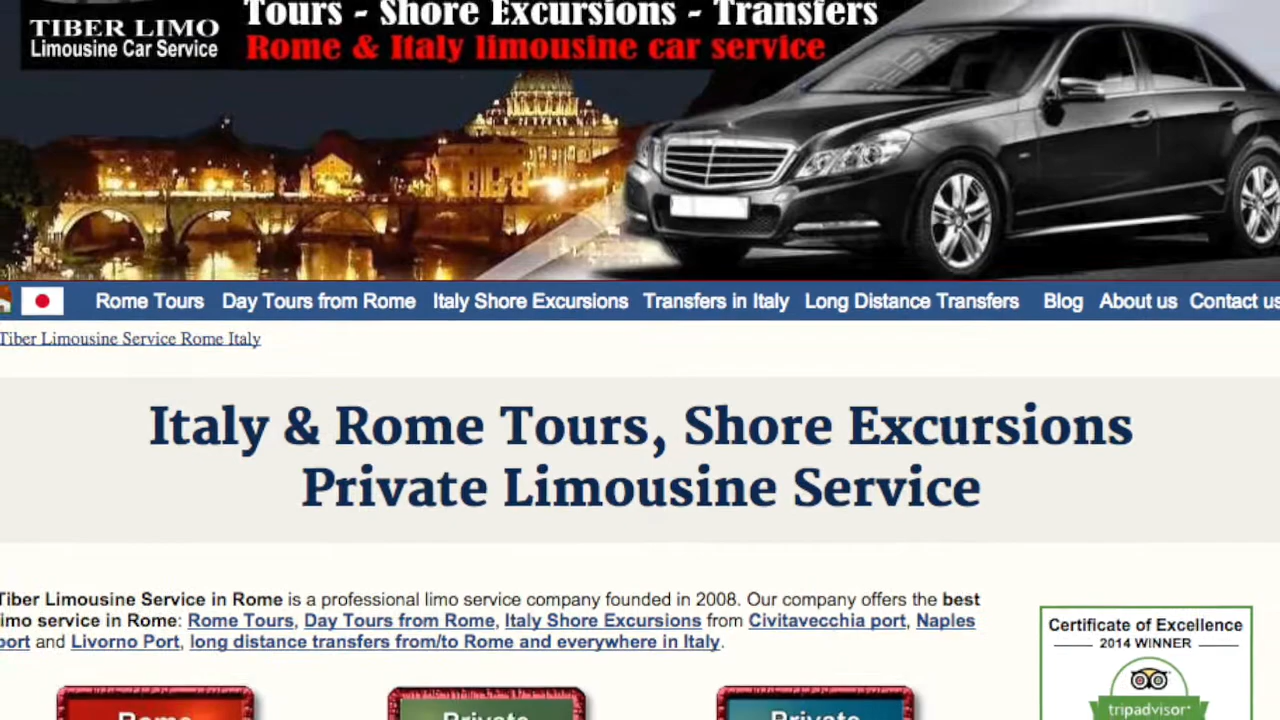 TIBER LIMO
Limousine Car Service
Tours - Shore Excursions - Transfers
Rome & Italy limousine car service
Rome Tours Day Tours from Rome Italy Shore Excursions Transfers in Italy Long Distance Transfers Blog About us Contact us
Tiber Limousine Service Rome Italy
Italy & Rome Tours, Shore Excursions
Private Limousine Service
Tiber Limousine Service in Rome is a professional limo service company founded in 2008. Our company offers the best
limo service in Rome: Rome Tours, Day Tours from Rome, Italy Shore Excursions from Civitavecchia port, Naples
port and Livorno Port, long distance transfers from/to Rome and everywhere in Italy.
Certificate of Excellence
2014 WINNER
tripadvisor
Rome
Private
Private